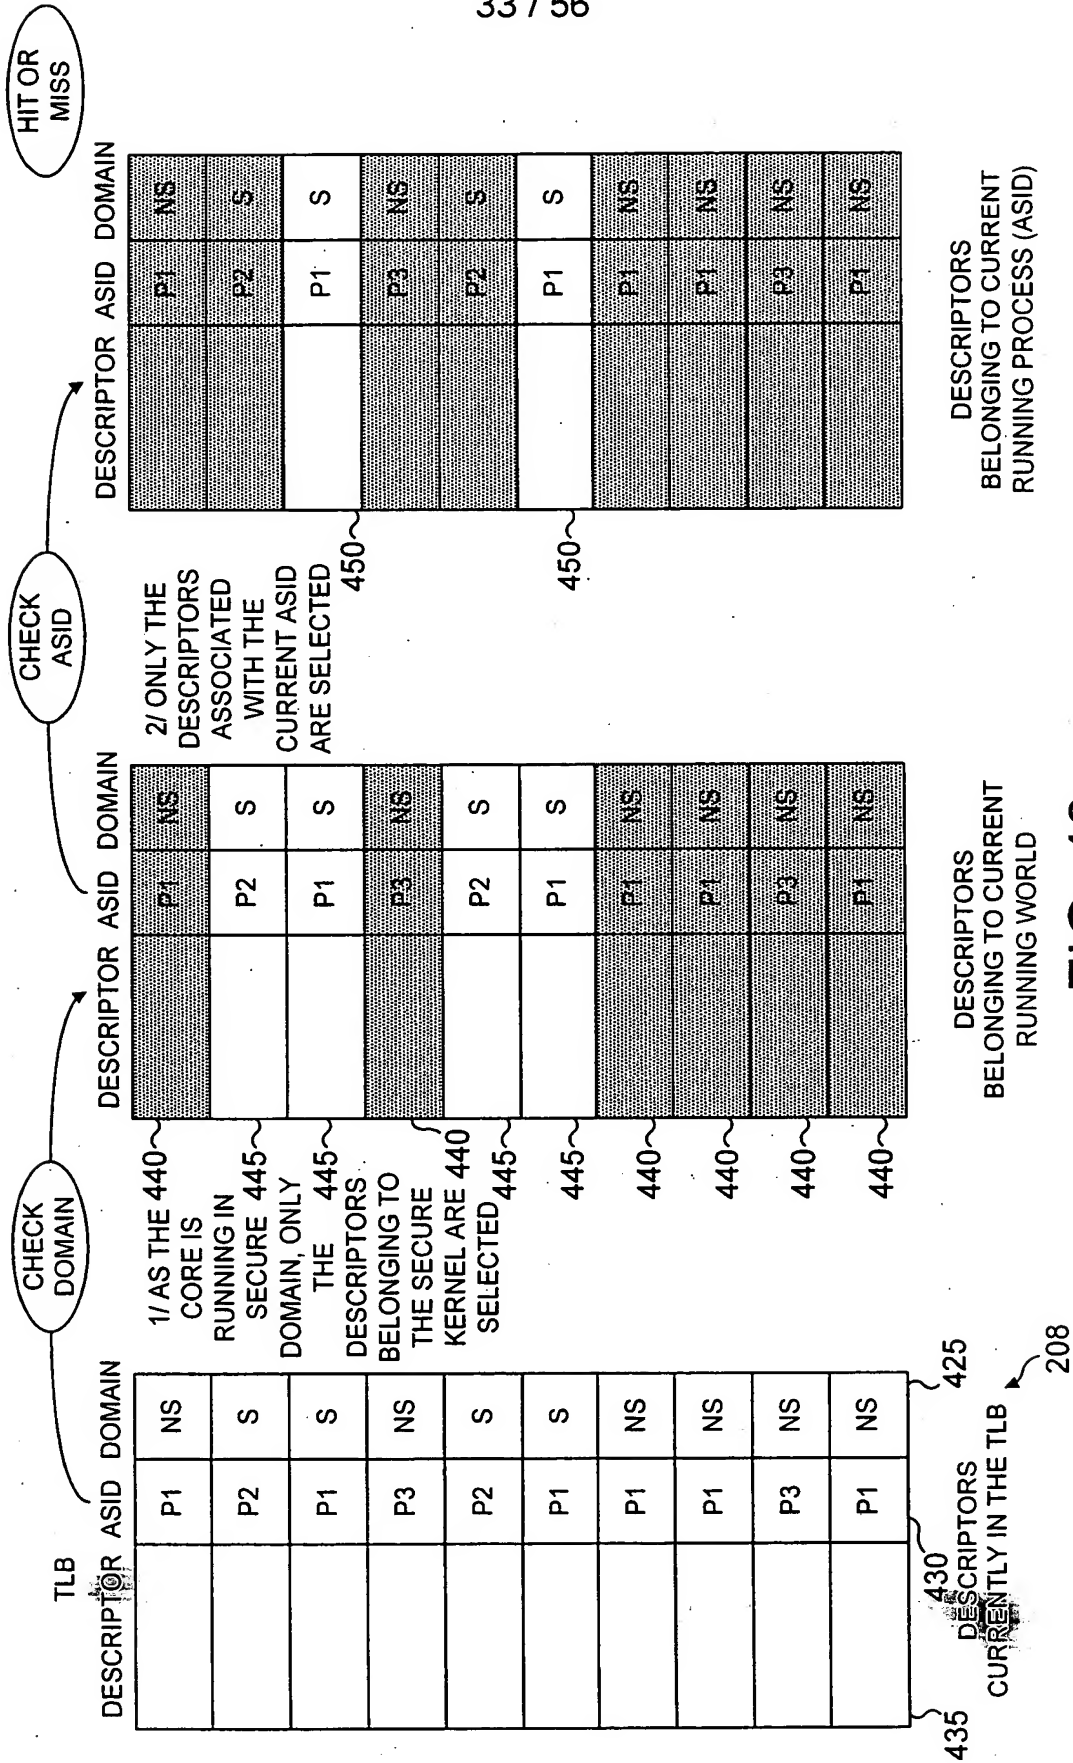 33 / 56
TLB
DESCRIPTOR ASID DOMAIN
P1 NS
P2 S
P1 S
P3 NS
P2 S
P1 S
P1 NS
P1 NS
P3 NS
P1 NS
435
430
425
DESCRIPTORS
CURRENTLY IN THE TLB
208
CHECK
DOMAIN
1/ AS THE
CORE IS
RUNNING IN
SECURE
DOMAIN, ONLY
THE
DESCRIPTORS
BELONGING TO
THE SECURE
KERNEL ARE
SELECTED
440
445
445
440
445
445
440
440
440
440
DESCRIPTOR ASID DOMAIN
P1 NS
P2 S
P1 S
P3 NS
P2 S
P1 S
P1 NS
P1 NS
P3 NS
P1 NS
DESCRIPTORS
BELONGING TO CURRENT
RUNNING WORLD
CHECK
ASID
2/ ONLY THE
DESCRIPTORS
ASSOCIATED
WITH THE
CURRENT ASID
ARE SELECTED
450
450
DESCRIPTOR ASID DOMAIN
P1 NS
P2 S
P1 S
P3 NS
P2 S
P1 S
P1 NS
P1 NS
P3 NS
P1 NS
DESCRIPTORS
BELONGING TO CURRENT
RUNNING PROCESS (ASID)
HIT OR
MISS